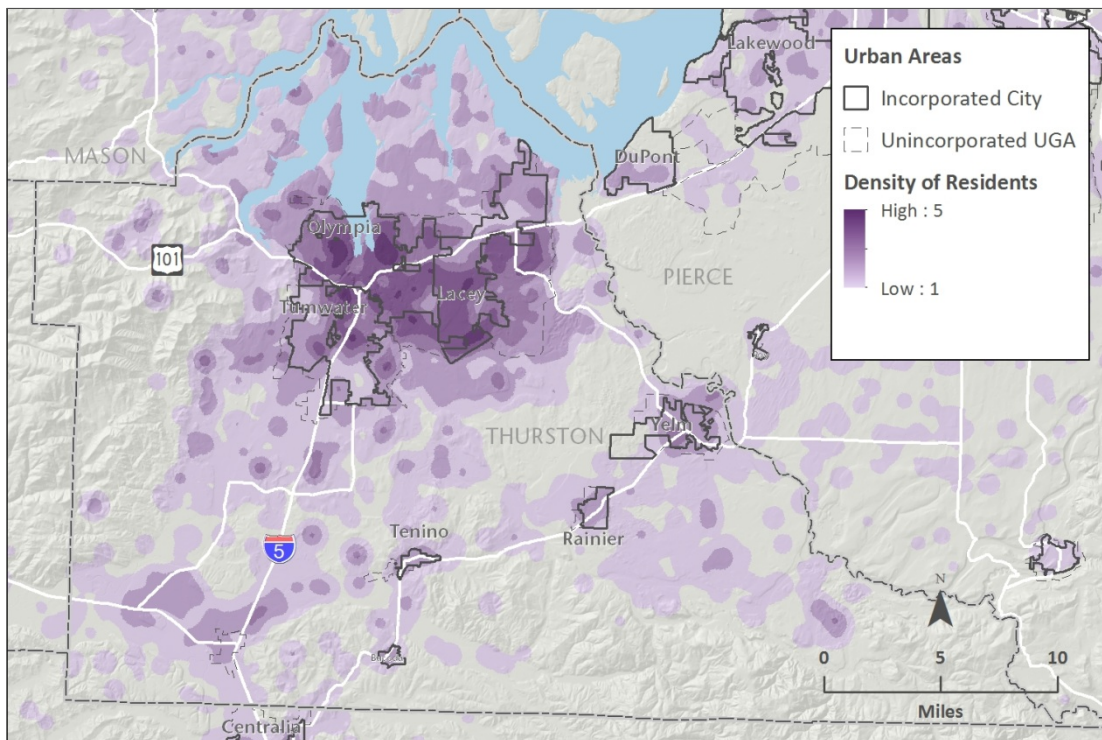 Lakewood
Urban Areas
Incorporated City
Unincorporated UGA
Density of Residents
High : 5
Low : 1
MASON
DuPont
Olympia
101
PIERCE
Lacey
Tumwater
THURSTON
Yelm
Tenino
Rainier
5
N
0
5
10
Miles
Centralia